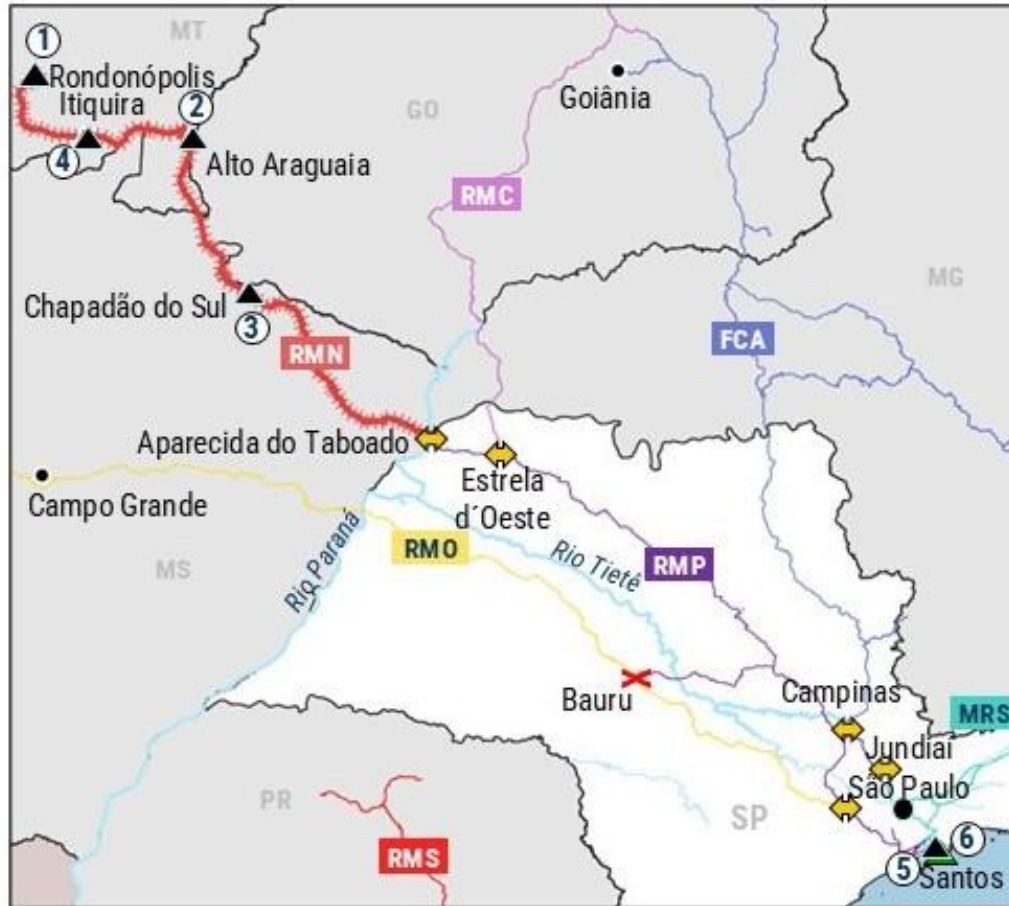 MT
1
Rondonópolis
Itiquira
2
4
Alto Araguaia
GO
Goiânia
RMC
MG
Chapadão do Sul
3
RMN
FCA
Aparecida do Taboado
Estrela
d´Oeste
Campo Grande
MS
Rio Paraná
RMO
Rio Tietê
RMP
Bauru
Campinas
MRS
Jundiaí
São Paulo
PR
SP
RMS
5
6
Santos